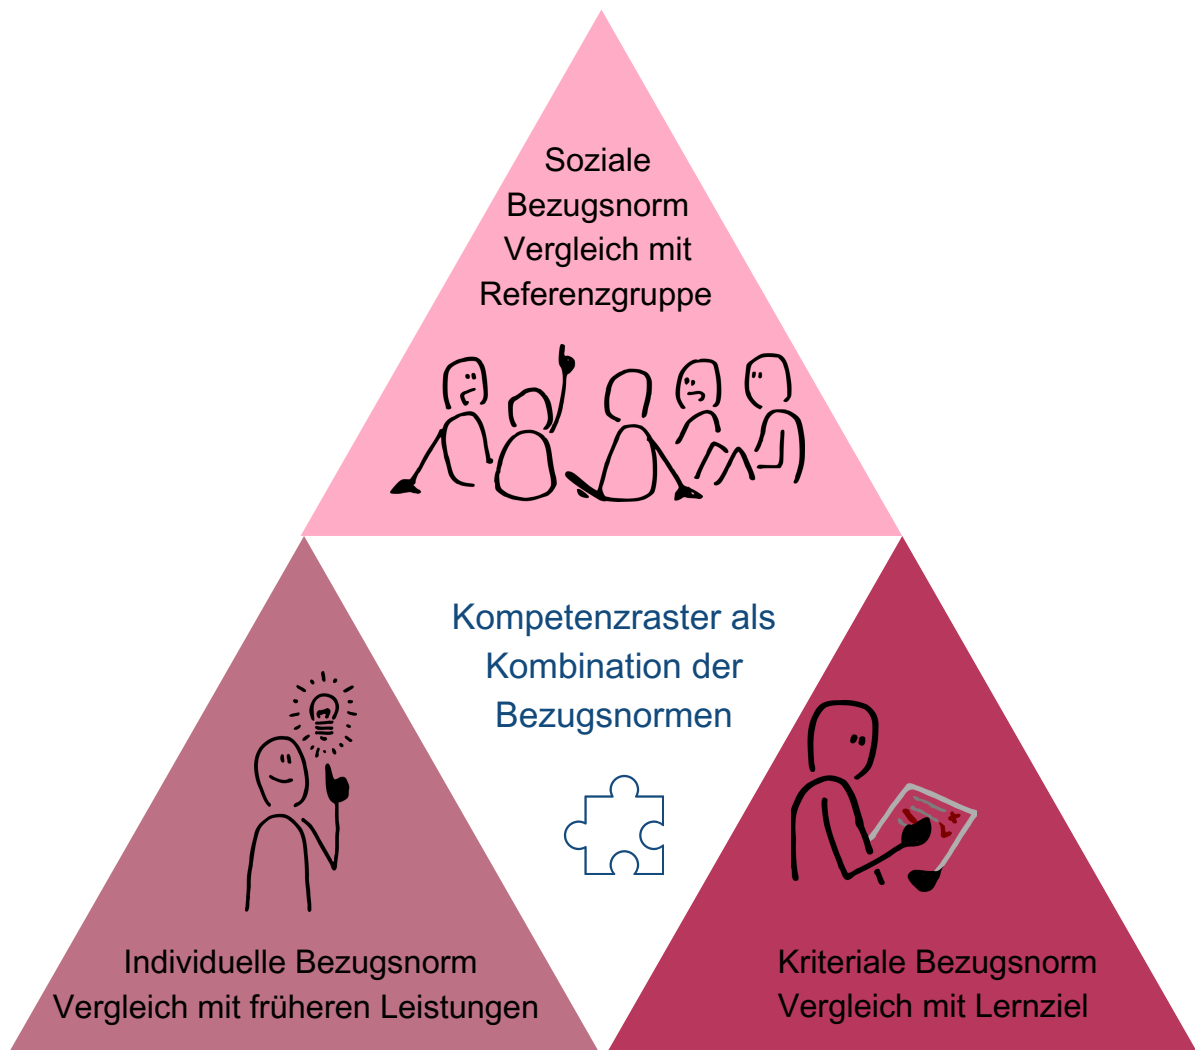 Soziale
Bezugsnorm
Vergleich mit
Referenzgruppe
Kompetenzraster als
Kombination der
Bezugsnormen
Individuelle Bezugsnorm
Vergleich mit früheren Leistungen
Kriteriale Bezugsnorm
Vergleich mit Lernziel